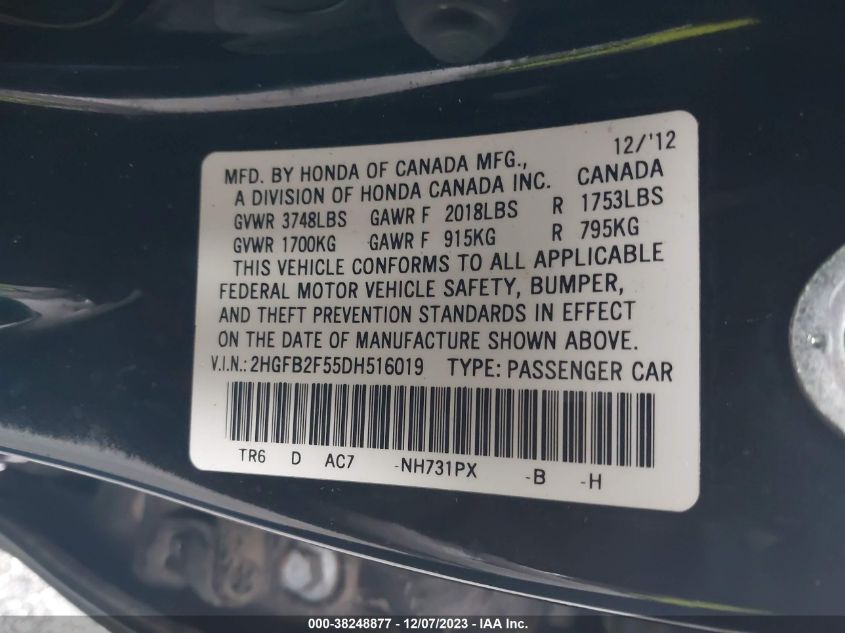 12/'12
MFD. BY HONDA OF CANADA MFG.,
A DIVISION OF HONDA CANADA INC. CANADA
GVWR 3748LBS GAWR F 2018LBS R 1753LBS
GVWR 1700KG GAWR F 915KG R 795KG
THIS VEHICLE CONFORMS TO ALL APPLICABLE
FEDERAL MOTOR VEHICLE SAFETY, BUMPER,
AND THEFT PREVENTION STANDARDS IN EFFECT
ON THE DATE OF MANUFACTURE SHOWN ABOVE.
V.I.N.: 2HGFB2F55DH516019 TYPE: PASSENGER CAR
TR6 D AC7 -NH731PX -B -H
000-38248877 - 12/07/2023 - IAA Inc.